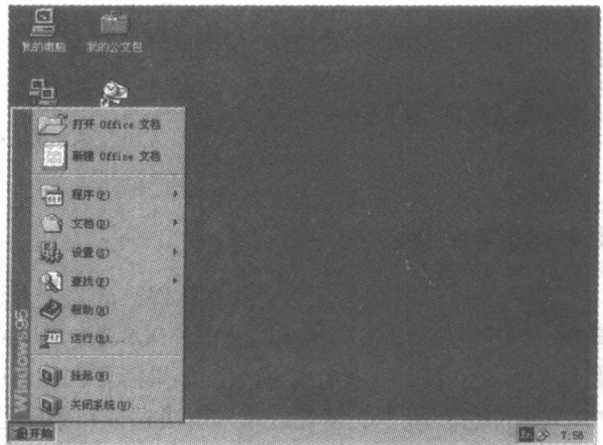 我的电脑 我的公文包
打开 Office 文档
新建 Office 文档
程序(P)
文档(D)
设置(S)
查找(F)
帮助(H)
运行(R)...
挂起(N)
关闭系统(U)...
Windows95
开始
En
7:56